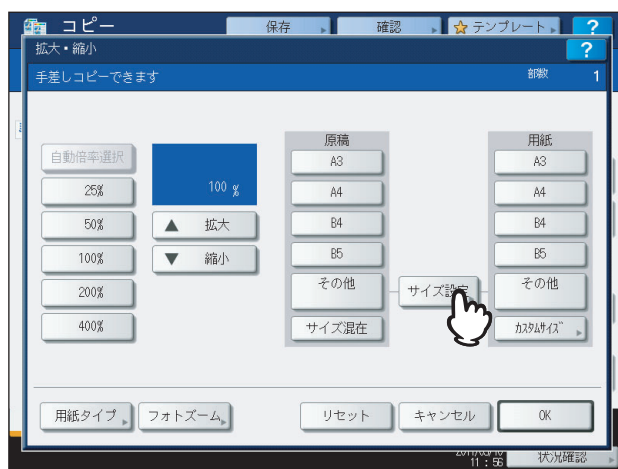 コピー 保存 確認 テンプレート ?
拡大・縮小 ?
手差しコピーできます 部数 1
原稿 用紙
自動倍率選択 A3 A3
25% 100 % A4 A4
50% ▲ 拡大 B4 B4
100% ▼ 縮小 B5 B5
200% その他 サイズ設定 その他
400% サイズ混在 カスタムサイズ
用紙タイプ フォトズーム リセット キャンセル OK
11:56 状況確認